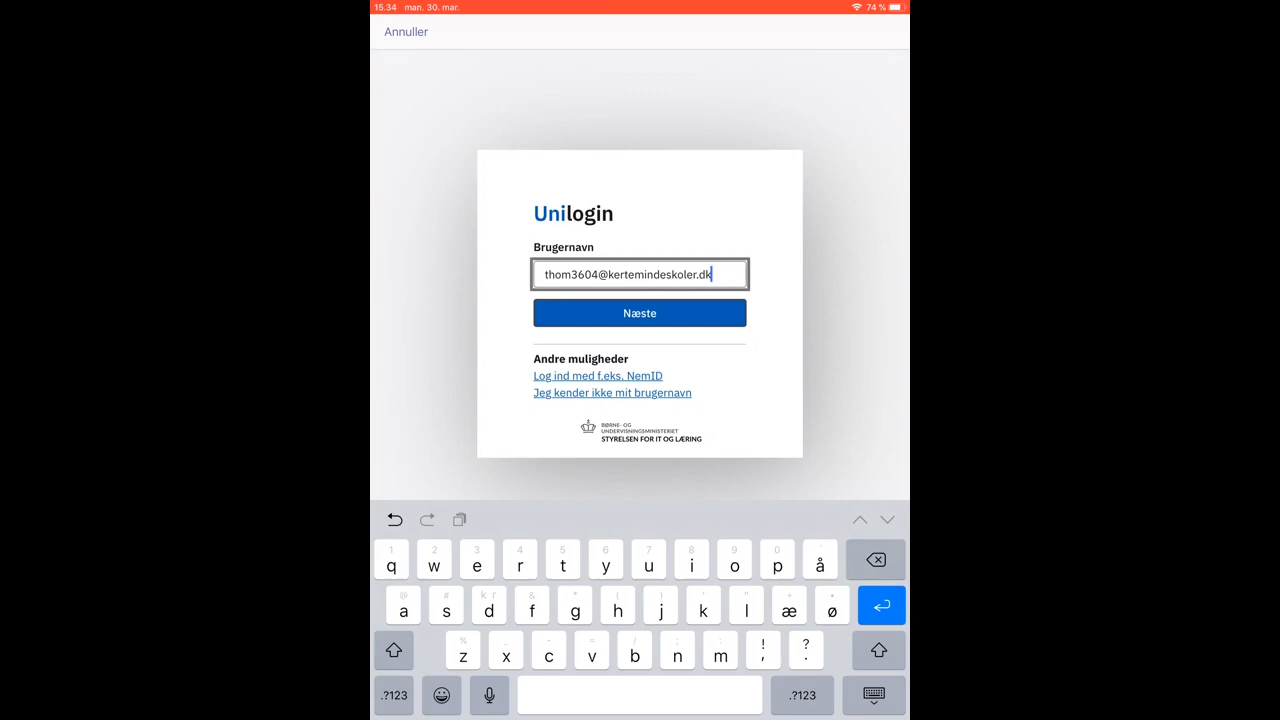 15.34 man. 30. mar. 74 %
Annuller
Unilogin
Brugernavn
thom3604@kertemindeskoler.dk
Næste
Andre muligheder
Log ind med f.eks. NemID
Jeg kender ikke mit brugernavn
BØRNE- OG
UNDERVISNINGSMINISTERIET
STYRELSEN FOR IT OG LÆRING
1 2 3 4 5 6 7 8 9 0
q w e r t y u i o p å
@ # k r & * ( ) ' " + •
a s d f g h j k l æ ø
% - = / ; :
z x c v b n m ! , ? .
.?123 .?123